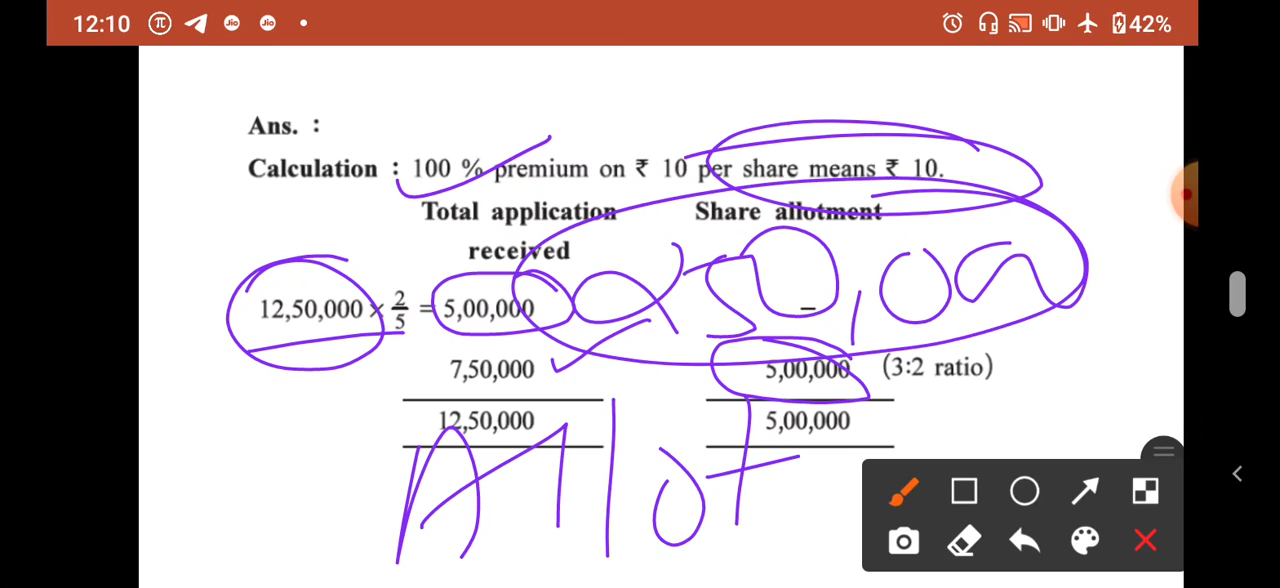 12:10 π Jio Jio 42%
Ans. :
Calculation : 100 % premium on ₹ 10 per share means ₹ 10.
Total application Share allotment
received
12,50,000 × 2/5 = 5,00,000 –
7,50,000 5,00,000 (3:2 ratio)
12,50,000 5,00,000
Allot